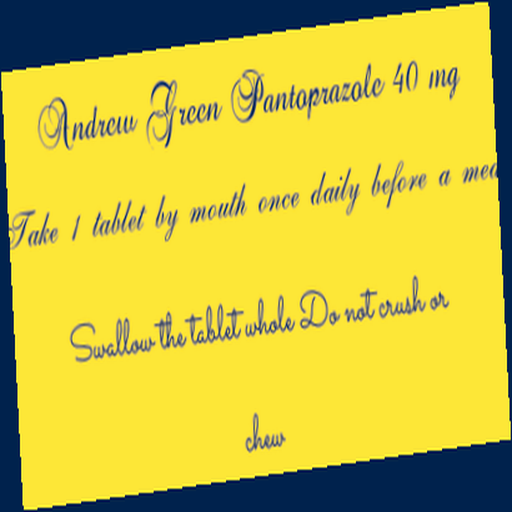 Andrew Green Pantoprazole 40 mg
Take 1 tablet by mouth once daily before a
Swallow the tablet whole Do not crush or
chew